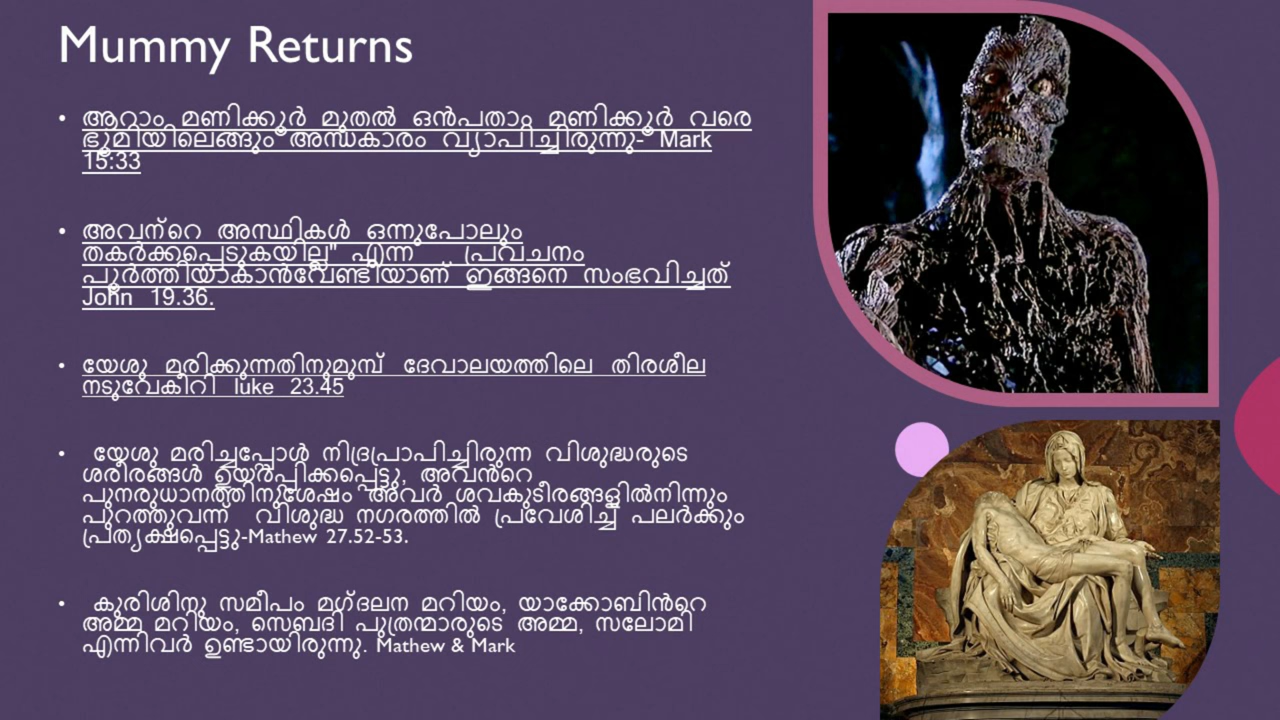 Mummy Returns
• ആറാം മണിക്കൂർ മുതൽ ഒൻപതാം മണിക്കൂർ വരെ
ഭൂമിയിലെങ്ങും അന്ധകാരം വ്യാപിച്ചിരുന്നു- Mark
15:33
• അവന്റെ അസ്ഥികൾ ഒന്നുപോലും
തകർക്കപ്പെടുകയില്ല" എന്ന പ്രവചനം
പൂർത്തിയാകാൻവേണ്ടിയാണ് ഇങ്ങനെ സംഭവിച്ചത്
John 19.36.
• യേശു മരിക്കുന്നതിനുമുമ്പ് ദേവാലയത്തിലെ തിരശീല
നടുവേകീറി luke 23.45
• യേശു മരിച്ചപ്പോൾ നിദ്രപ്രാപിച്ചിരുന്ന വിശുദ്ധരുടെ
ശരീരങ്ങൾ ഉയർപ്പിക്കപ്പെട്ടു, അവൻറെ
പുനരുധാനത്തിനുശേഷം അവർ ശവകുടീരങ്ങളിൽനിന്നും
പുറത്തുവന്ന് വിശുദ്ധ നഗരത്തിൽ പ്രവേശിച്ച് പലർക്കും
പ്രത്യക്ഷപ്പെട്ടു-Mathew 27.52-53.
• കുരിശിനു സമീപം മഗ്ദലന മറിയം, യാക്കോബിൻറെ
അമ്മ മറിയം, സെബദി പുത്രന്മാരുടെ അമ്മ, സലോമി
എന്നിവർ ഉണ്ടായിരുന്നു. Mathew & Mark